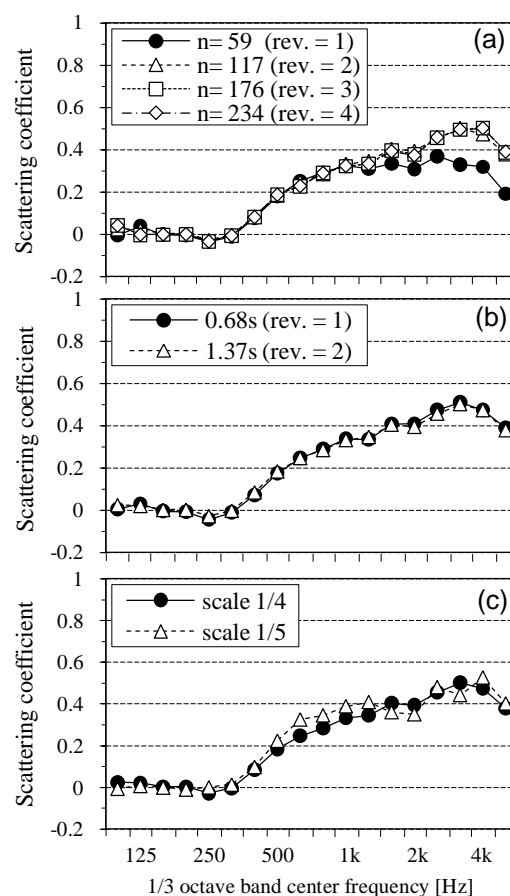 (a)
n= 59 (rev. = 1)
n= 117 (rev. = 2)
n= 176 (rev. = 3)
n= 234 (rev. = 4)
Scattering coefficient
1
0.8
0.6
0.4
0.2
0
-0.2
(b)
0.68s (rev. = 1)
1.37s (rev. = 2)
Scattering coefficient
1
0.8
0.6
0.4
0.2
0
-0.2
(c)
scale 1/4
scale 1/5
Scattering coefficient
1
0.8
0.6
0.4
0.2
0
-0.2
125 250 500 1k 2k 4k
1/3 octave band center frequency [Hz]